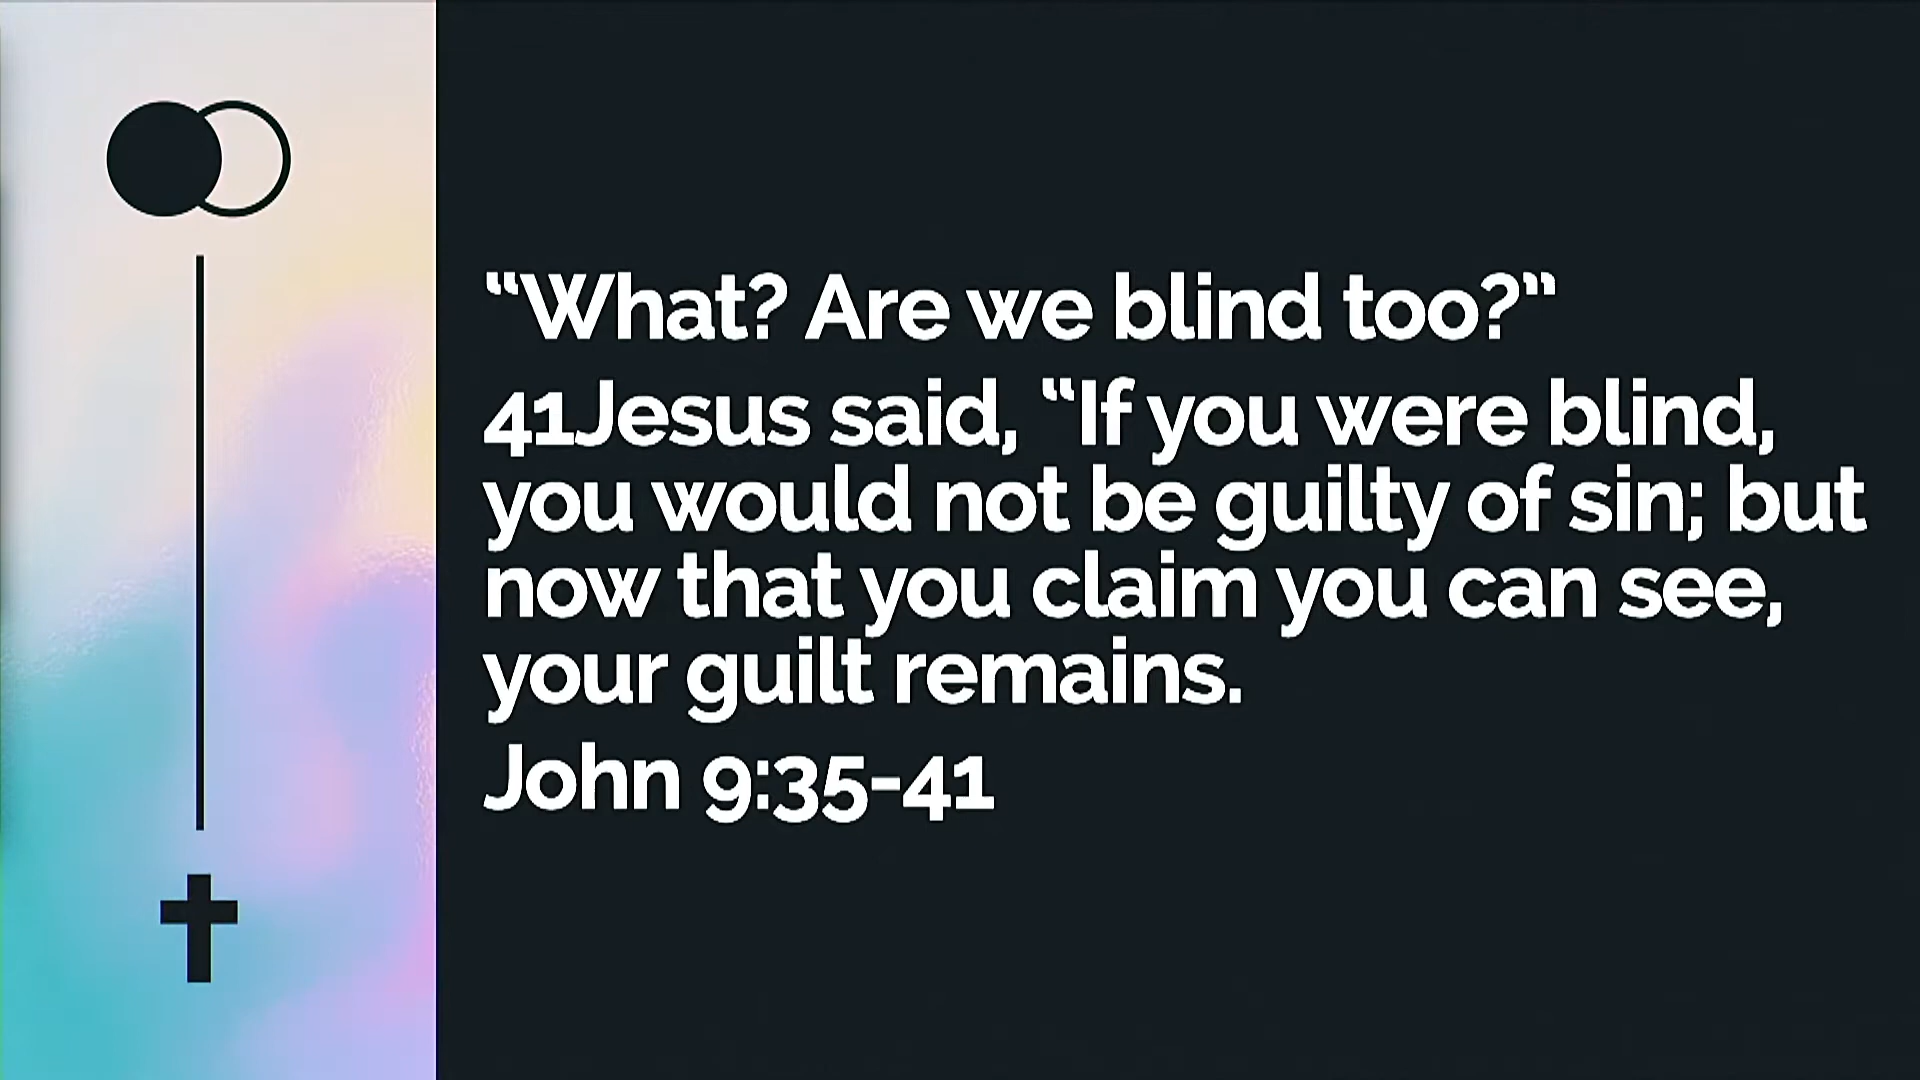 “What? Are we blind too?”
41Jesus said, “If you were blind,
you would not be guilty of sin; but
now that you claim you can see,
your guilt remains.
John 9:35-41